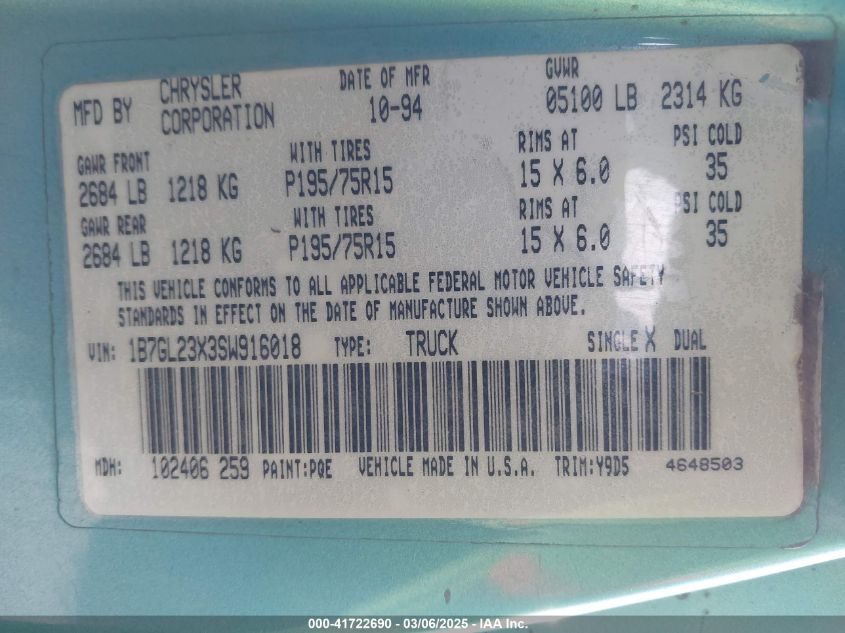 MFD BY CHRYSLER CORPORATION DATE OF MFR 10-94 GVWR 05100 LB 2314 KG
GAWR FRONT WITH TIRES RIMS AT PSI COLD
2684 LB 1218 KG P195/75R15 15 X 6.0 35
GAWR REAR WITH TIRES RIMS AT PSI COLD
2684 LB 1218 KG P195/75R15 15 X 6.0 35
THIS VEHICLE CONFORMS TO ALL APPLICABLE FEDERAL MOTOR VEHICLE SAFETY
STANDARDS IN EFFECT ON THE DATE OF MANUFACTURE SHOWN ABOVE.
VIN: 1B7GL23X3SW916018 TYPE: TRUCK SINGLE X DUAL
MDH: 102406 259 PAINT:PQE VEHICLE MADE IN U.S.A. TRIM:Y9D5 4648503
000-41722690 - 03/06/2025 - IAA Inc.